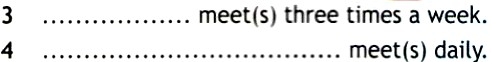 3 .................. meet(s) three times a week.
4 .................................. meet(s) daily.